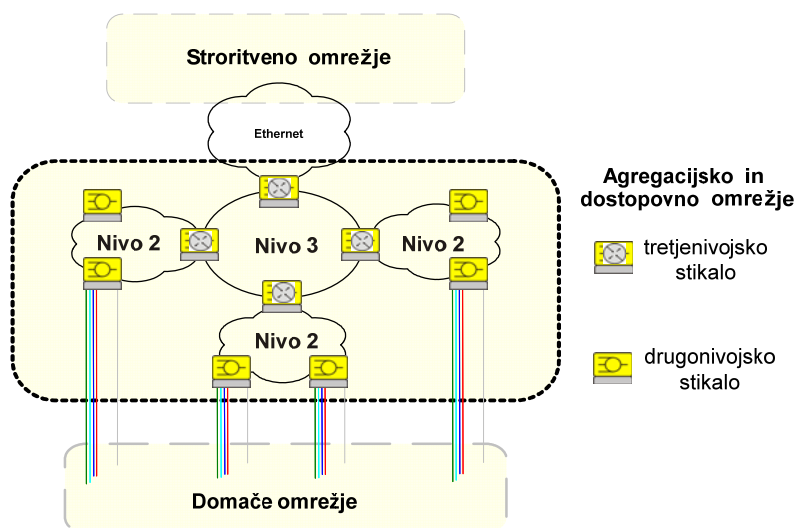 Stroritveno omrežje
Ethernet
Agregacijsko in
dostopovno omrežje
Nivo 2
Nivo 3
Nivo 2
tretjenivojsko
stikalo
Nivo 2
drugonivojsko
stikalo
Domače omrežje